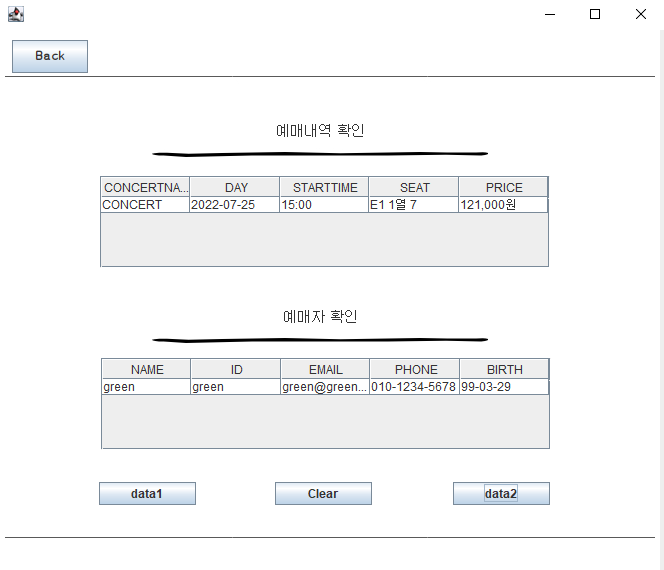 Back
예매내역 확인
CONCERTNA... DAY STARTTIME SEAT PRICE
CONCERT 2022-07-25 15:00 E1 1열 7 121,000원
예매자 확인
NAME ID EMAIL PHONE BIRTH
green green green@green... 010-1234-5678 99-03-29
data1 Clear data2